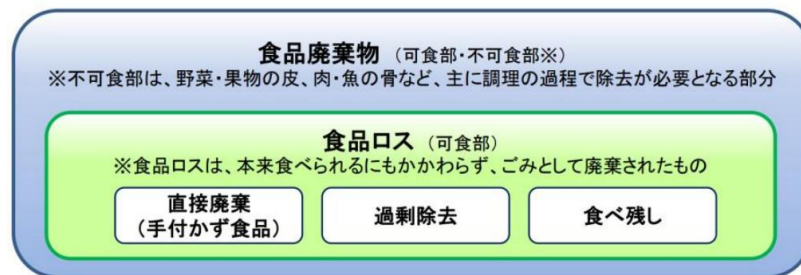 食品廃棄物 （可食部・不可食部※）
※不可食部は、野菜・果物の皮、肉・魚の骨など、主に調理の過程で除去が必要となる部分
食品ロス （可食部）
※食品ロスは、本来食べられるにもかかわらず、ごみとして廃棄されたもの
直接廃棄
（手付かず食品）
過剰除去
食べ残し